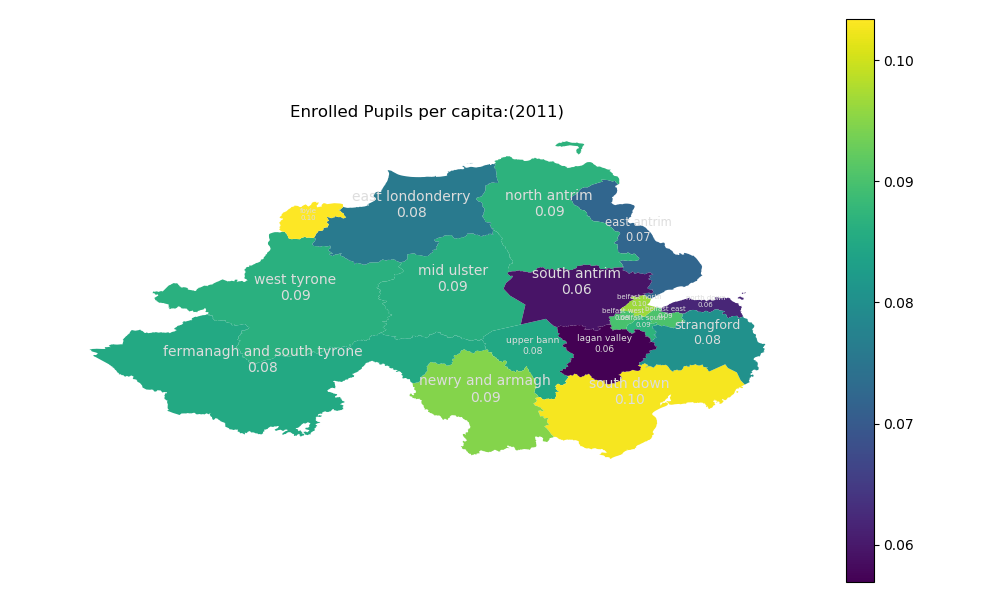 Enrolled Pupils per capita:(2011)
east londonderry
0.08
north antrim
0.09
east antrim
0.07
west tyrone
0.09
mid ulster
0.09
south antrim
0.06
belfast north
0.10
0.06
belfast west
belfast east
0.09
belfast south
0.09
strangford
0.08
upper bann
0.08
lagan valley
0.06
fermanagh and south tyrone
0.08
newry and armagh
0.09
south down
0.10
0.10
0.09
0.08
0.07
0.06